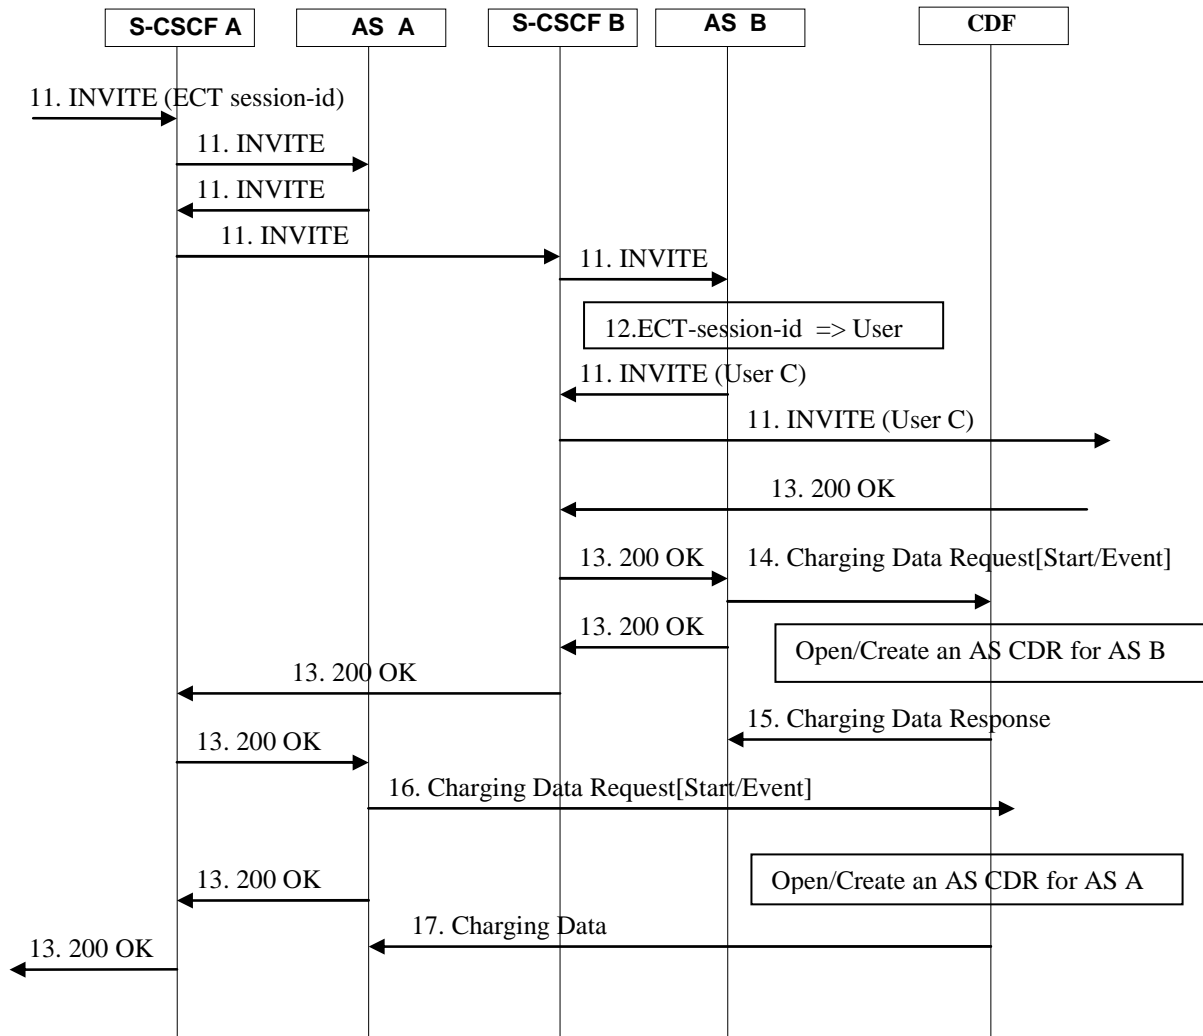 S-CSCF A
AS A
S-CSCF B
AS B
CDF
11. INVITE (ECT session-id)
11. INVITE
11. INVITE
11. INVITE
11. INVITE
12.ECT-session-id => User
11. INVITE (User C)
11. INVITE (User C)
13. 200 OK
13. 200 OK
14. Charging Data Request[Start/Event]
13. 200 OK
Open/Create an AS CDR for AS B
13. 200 OK
15. Charging Data Response
13. 200 OK
16. Charging Data Request[Start/Event]
13. 200 OK
Open/Create an AS CDR for AS A
17. Charging Data
13. 200 OK